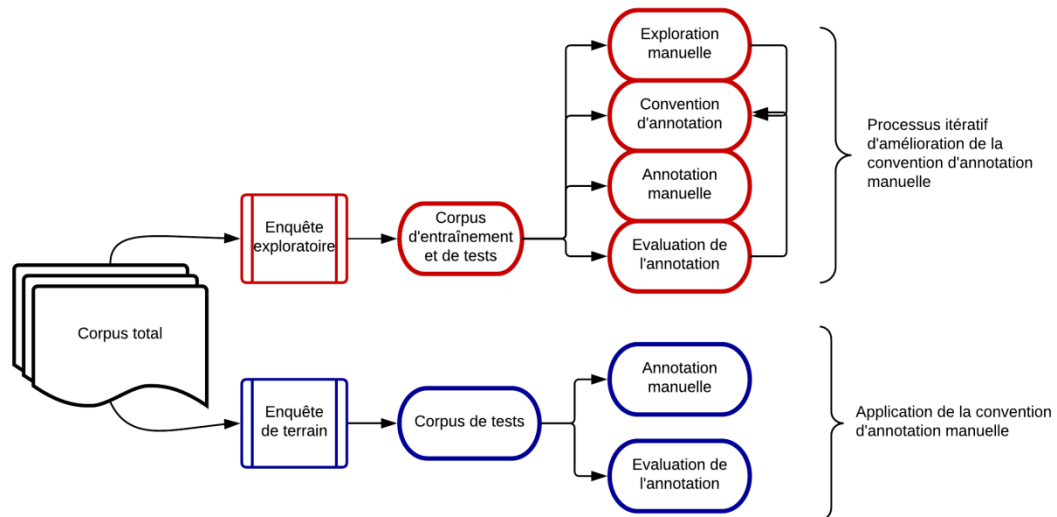 Exploration
manuelle
Convention
d'annotation
Processus itératif
d'amélioration de la
convention d'annotation
manuelle
Annotation
manuelle
Enquête
exploratoire
Corpus
d'entraînement
et de tests
Evaluation de
l'annotation
Corpus total
Annotation
manuelle
Enquête
de terrain
Corpus de tests
Application de la convention
d'annotation manuelle
Evaluation de
l'annotation